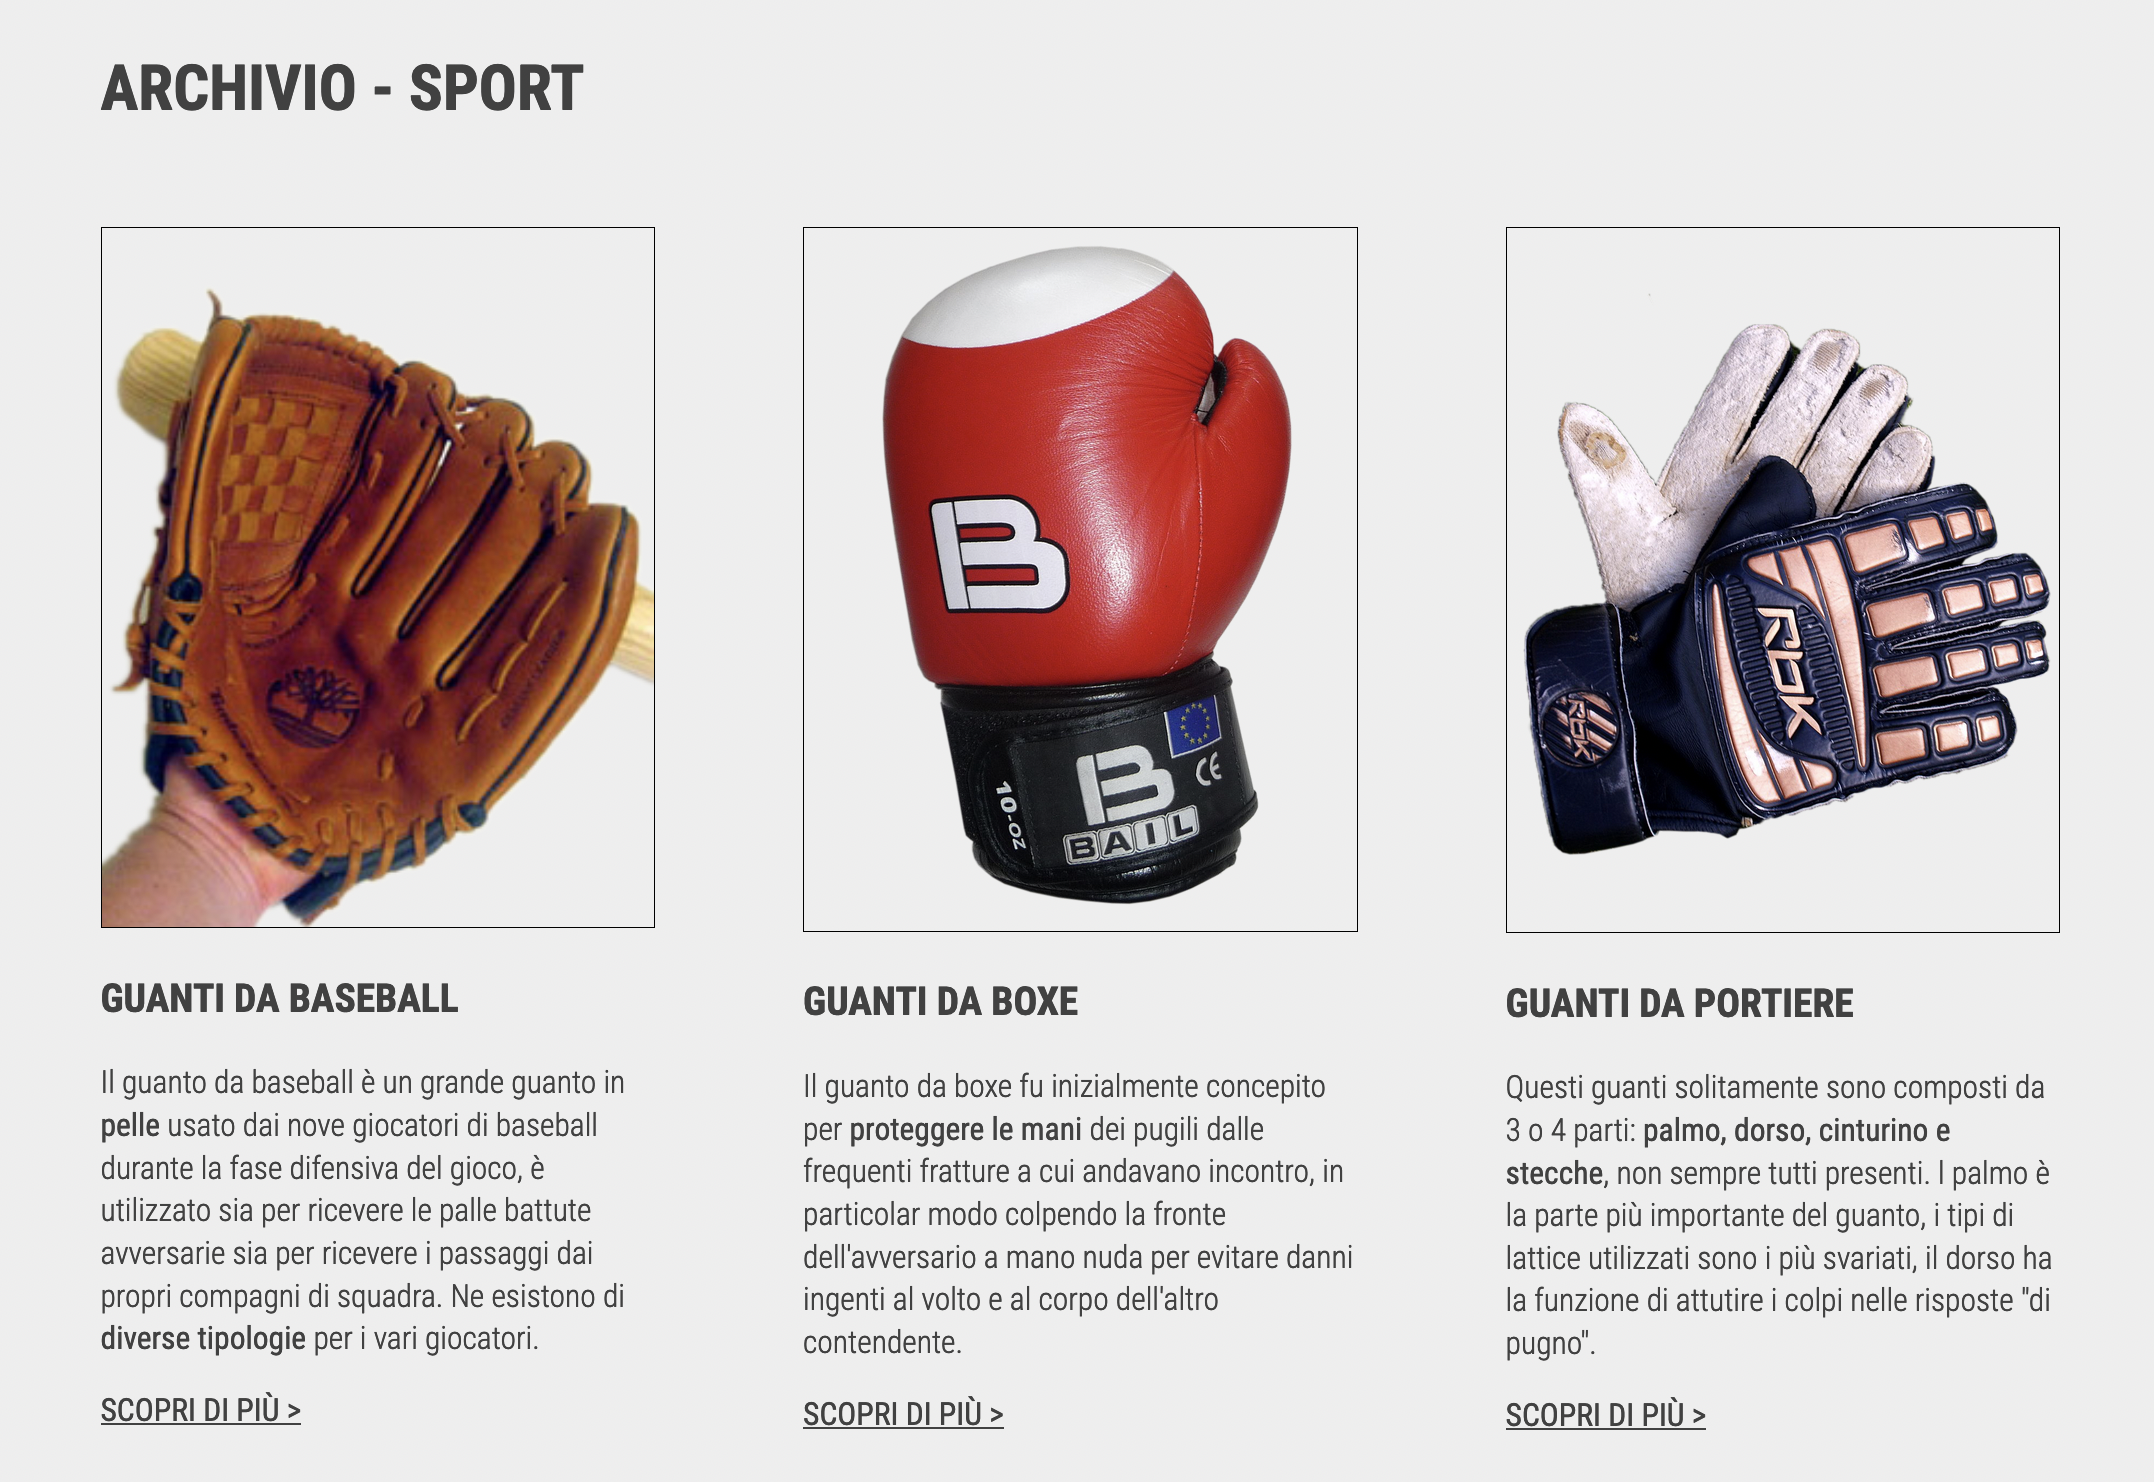 ARCHIVIO - SPORT
B
10-OZ
B
CE
BAIL
RbK
RbK
GUANTI DA BASEBALL
Il guanto da baseball è un grande guanto in
pelle usato dai nove giocatori di baseball
durante la fase difensiva del gioco, è
utilizzato sia per ricevere le palle battute
avversarie sia per ricevere i passaggi dai
propri compagni di squadra. Ne esistono di
diverse tipologie per i vari giocatori.
SCOPRI DI PIÙ >
GUANTI DA BOXE
Il guanto da boxe fu inizialmente concepito
per proteggere le mani dei pugili dalle
frequenti fratture a cui andavano incontro, in
particolar modo colpendo la fronte
dell'avversario a mano nuda per evitare danni
ingenti al volto e al corpo dell'altro
contendente.
SCOPRI DI PIÙ >
GUANTI DA PORTIERE
Questi guanti solitamente sono composti da
3 o 4 parti: palmo, dorso, cinturino e
stecche, non sempre tutti presenti. l palmo è
la parte più importante del guanto, i tipi di
lattice utilizzati sono i più svariati, il dorso ha
la funzione di attutire i colpi nelle risposte "di
pugno".
SCOPRI DI PIÙ >